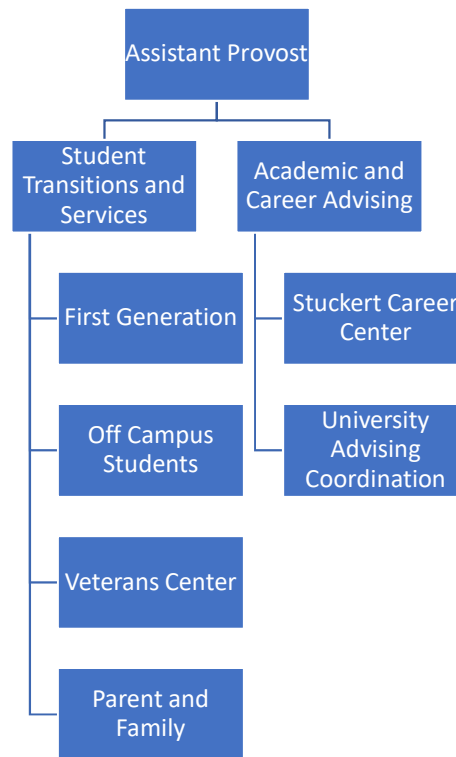 Assistant Provost
Student
Transitions and
Services
Academic and
Career Advising
First Generation
Stuckert Career
Center
Off Campus
Students
University
Advising
Coordination
Veterans Center
Parent and
Family